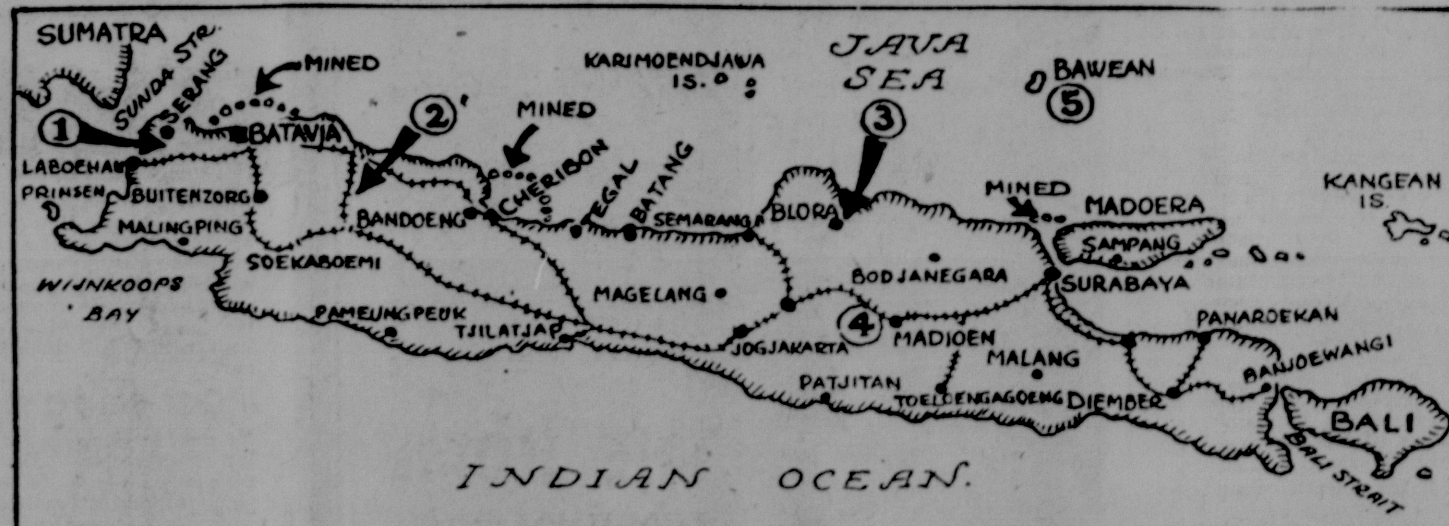 SUMATRA
SUNDA STR.
SERANG
MINED
BATAVJA
1
2
LABOEHAN
PRINSEN
BUITENZORG
MALINGPING
WIJNKOOPS
BAY
SOEKABOEMI
BANDOENG
MINED
CHERIBON
TEGAL
BATANG
SEMARANG
KARIMOENDJAWA
IS.
JAVA
SEA
3
BLORA
BAWEAN
5
MINED
MADOERA
SAMPANG
KANGEAN
IS.
BODJANEGARA
SURABAYA
MAGELANG
PAMEUNGPEUK
TJILATJAP
JOGJAKARTA
4
MADIOEN
PANAROEKAN
MALANG
BANJOEWANGI
PATJITAN
TOELOENGAGOENG
DJEMBER
BALI
BALI STRAIT
INDIAN OCEAN.